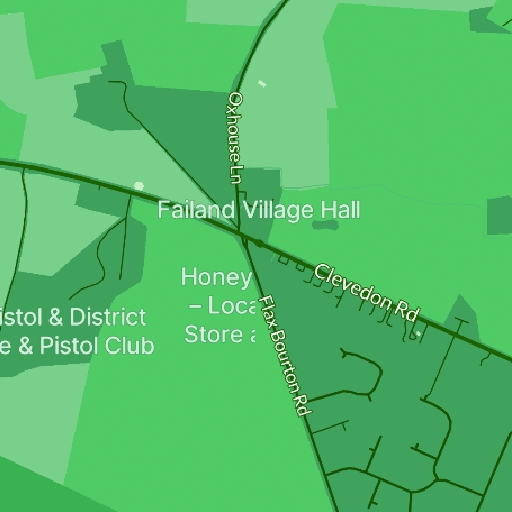 Oxhouse Ln
Failand Village Hall
Honey
– Loca
Store a
Clevedon Rd
Flax Bourton Rd
istol & District
e & Pistol Club